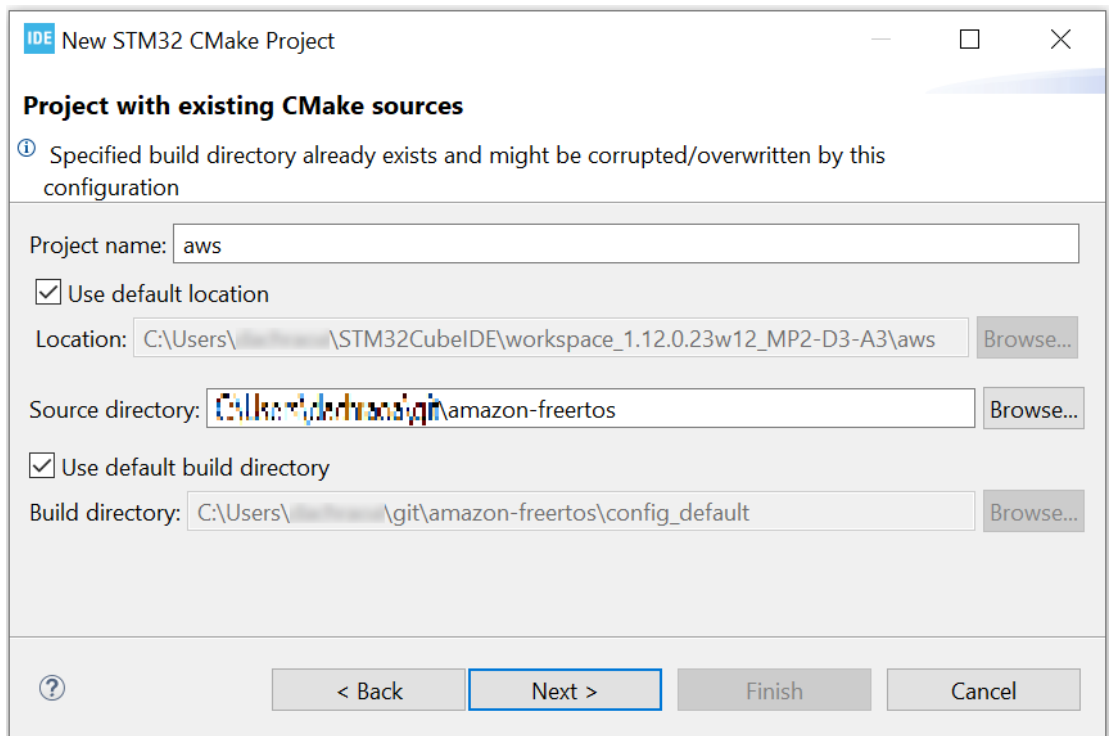 IDE New STM32 CMake Project
Project with existing CMake sources
Specified build directory already exists and might be corrupted/overwritten by this
configuration
Project name: aws
Use default location
Location: C:\Users\ \STM32CubeIDE\workspace_1.12.0.23w12_MP2-D3-A3\aws Browse...
Source directory: \amazon-freertos Browse...
Use default build directory
Build directory: C:\Users\ \git\amazon-freertos\config_default Browse...
? < Back Next > Finish Cancel